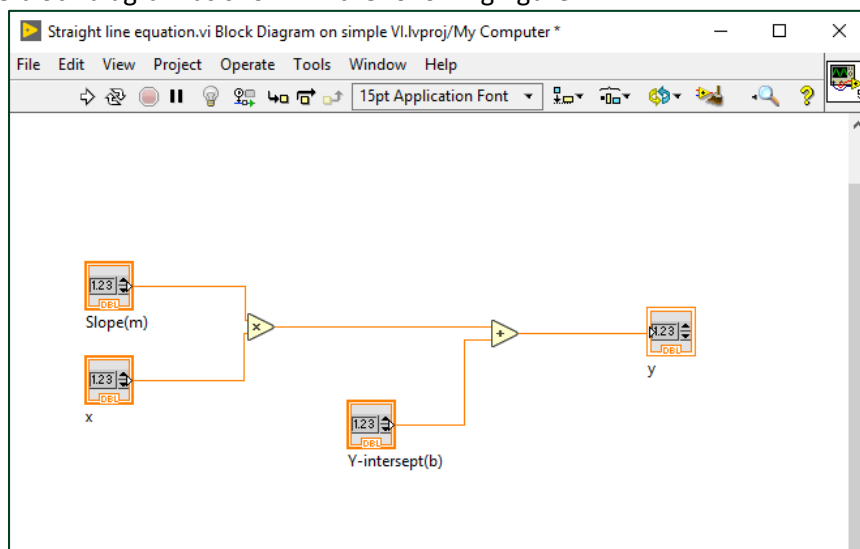 Straight line equation.vi Block Diagram on simple VI.lvproj/My Computer *
File Edit View Project Operate Tools Window Help
15pt Application Font
1.23
DBL
Slope(m)
1.23
DBL
x
×
+
1.23
DBL
y
1.23
DBL
Y-intersept(b)